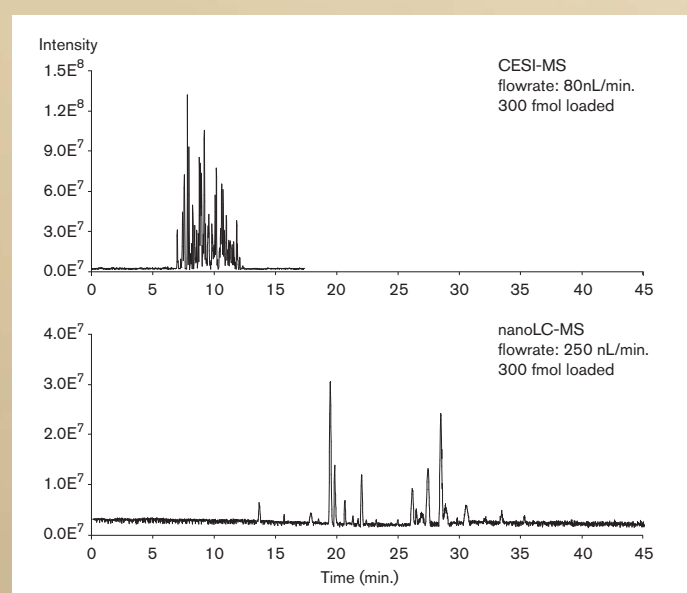 Intensity
1.5E⁸
1.2E⁸
9.0E⁷
6.0E⁷
3.0E⁷
0.0E⁷
CESI-MS
flowrate: 80nL/min.
300 fmol loaded
0 5 10 15 20 25 30 35 40 45
4.0E⁷
3.0E⁷
2.0E⁷
1.0E⁷
0.0E⁷
nanoLC-MS
flowrate: 250 nL/min.
300 fmol loaded
0 5 10 15 20 25 30 35 40 45
Time (min.)